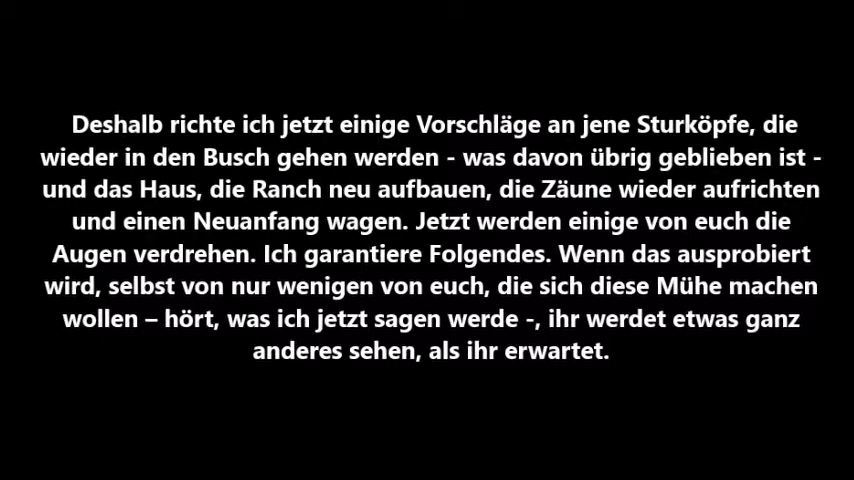 Deshalb richte ich jetzt einige Vorschläge an jene Sturköpfe, die
wieder in den Busch gehen werden - was davon übrig geblieben ist -
und das Haus, die Ranch neu aufbauen, die Zäune wieder aufrichten
und einen Neuanfang wagen. Jetzt werden einige von euch die
Augen verdrehen. Ich garantiere Folgendes. Wenn das ausprobiert
wird, selbst von nur wenigen von euch, die sich diese Mühe machen
wollen – hört, was ich jetzt sagen werde -, ihr werdet etwas ganz
anderes sehen, als ihr erwartet.